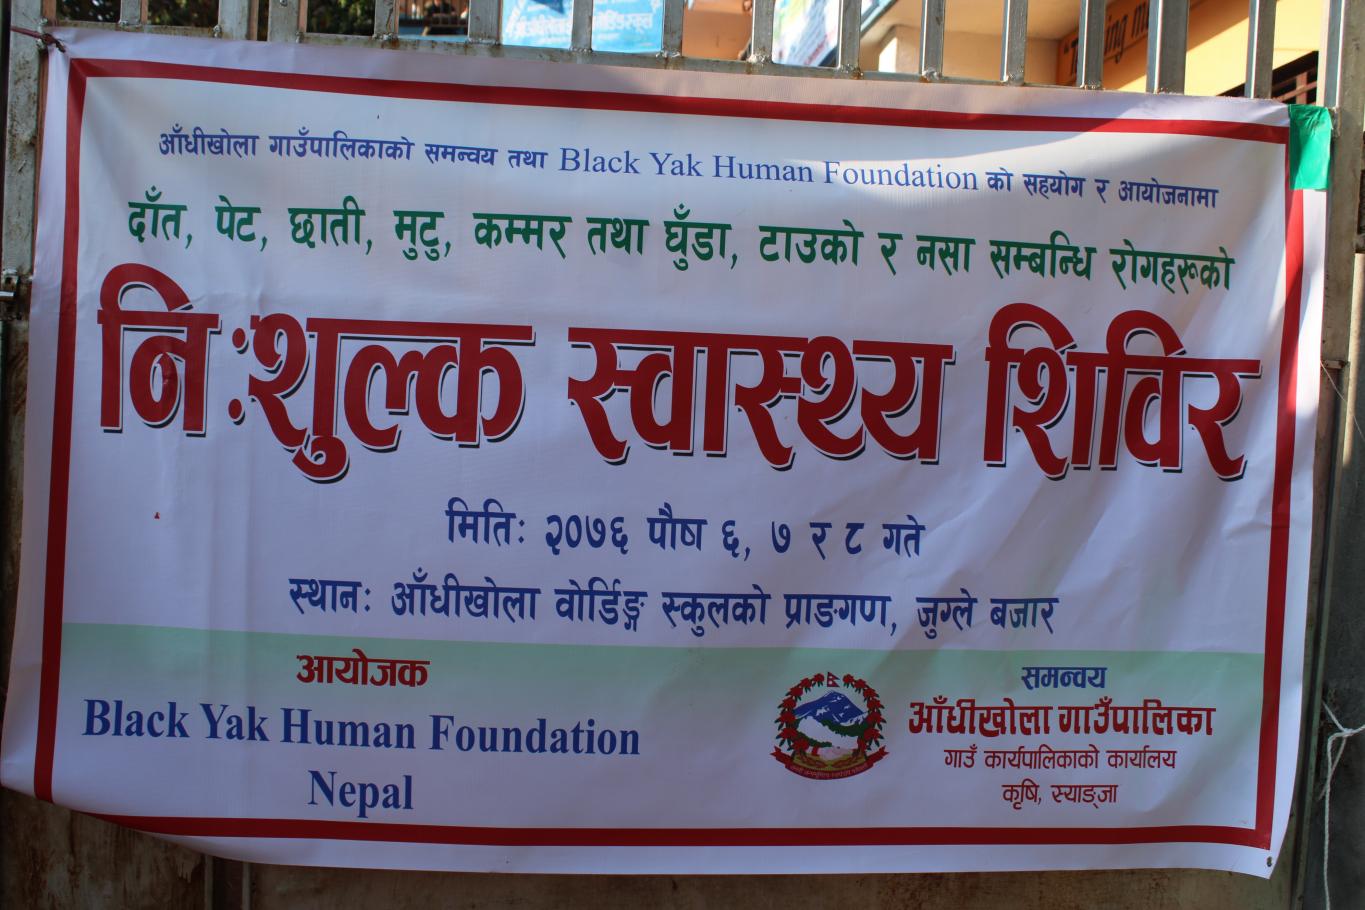 आँधीखोला गाउँपालिकाको समन्वय तथा Black Yak Human Foundation को सहयोग र आयोजनामा
दाँत, पेट, छाती, मुटु, कम्मर तथा घुँडा, टाउको र नसा सम्बन्धि रोगहरूको
निःशुल्क स्वास्थ्य शिविर
मितिः २०७६ पौष ६, ७ र ८ गते
स्थानः आँधीखोला वोर्डिङ्ग स्कुलको प्राङगण, जुग्ले बजार
आयोजक
Black Yak Human Foundation
Nepal
समन्वय
आँधीखोला गाउँपालिका
गाउँ कार्यपालिकाको कार्यालय
कृषि, स्याङ्जा